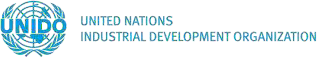 UNIDO
UNITED NATIONS
INDUSTRIAL DEVELOPMENT ORGANIZATION